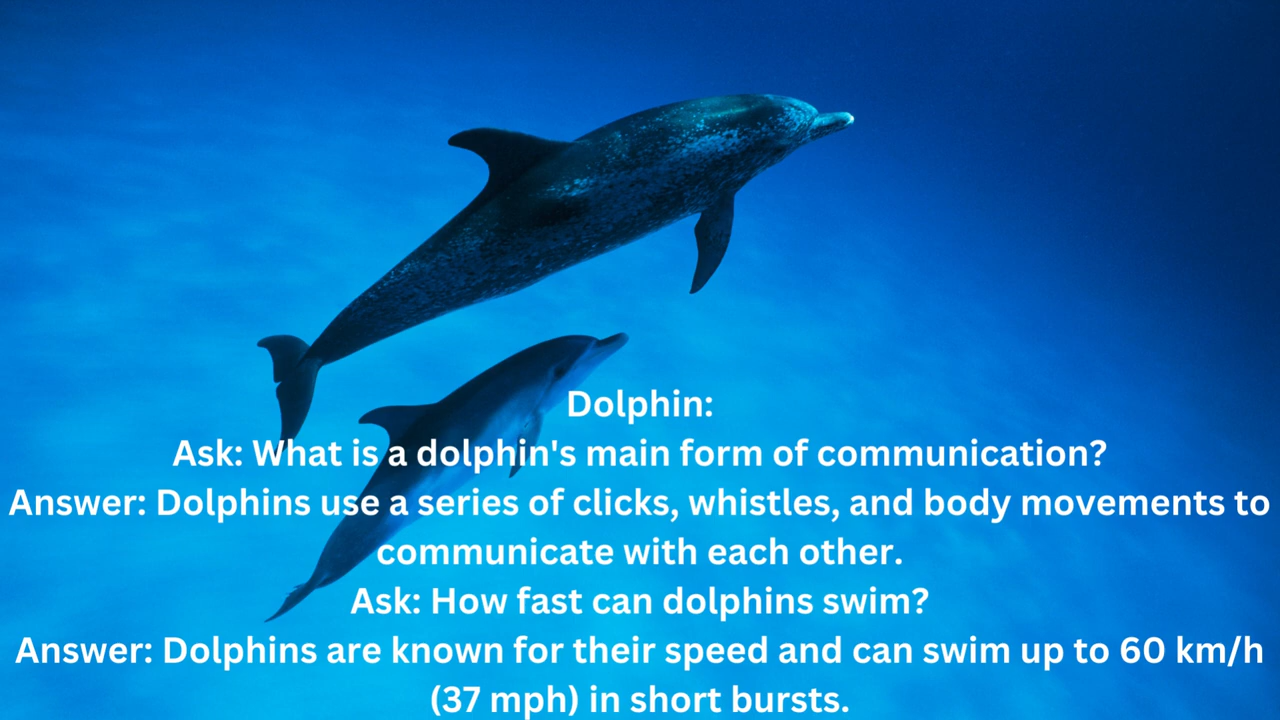 Dolphin:
Ask: What is a dolphin's main form of communication?
Answer: Dolphins use a series of clicks, whistles, and body movements to
communicate with each other.
Ask: How fast can dolphins swim?
Answer: Dolphins are known for their speed and can swim up to 60 km/h
(37 mph) in short bursts.